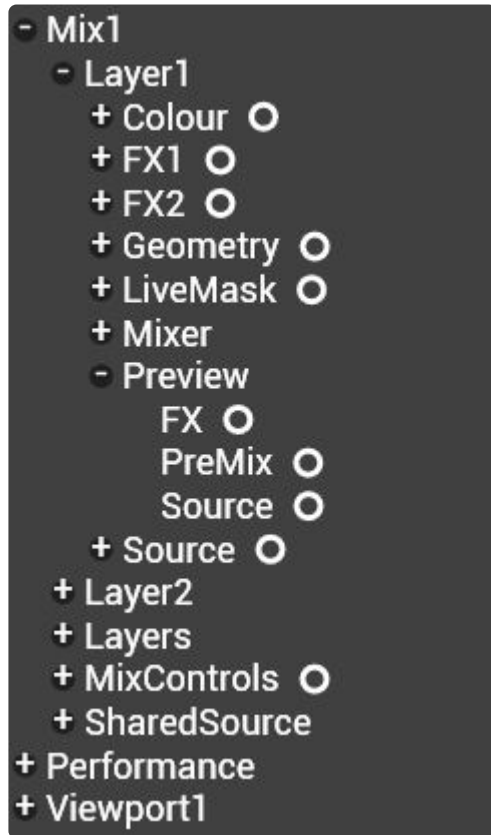 Mix1
Layer1
Colour
FX1
FX2
Geometry
LiveMask
Mixer
Preview
FX
PreMix
Source
Source
Layer2
Layers
MixControls
SharedSource
Performance
Viewport1